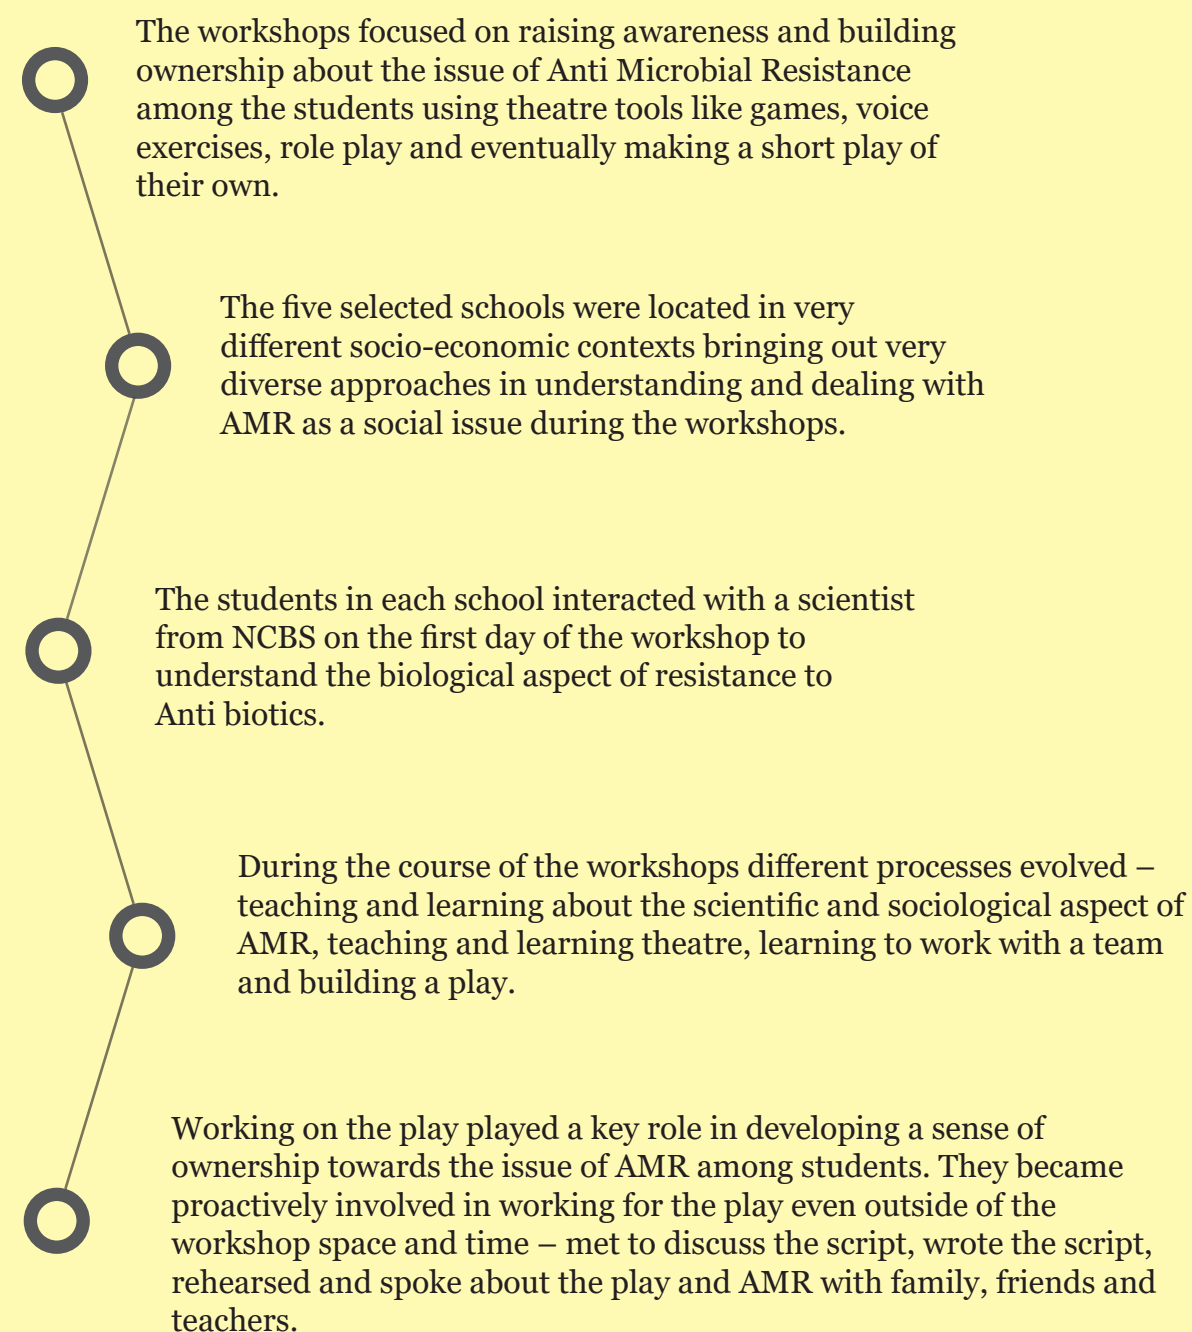 The workshops focused on raising awareness and building
ownership about the issue of Anti Microbial Resistance
among the students using theatre tools like games, voice
exercises, role play and eventually making a short play of
their own.
The five selected schools were located in very
different socio-economic contexts bringing out very
diverse approaches in understanding and dealing with
AMR as a social issue during the workshops.
The students in each school interacted with a scientist
from NCBS on the first day of the workshop to
understand the biological aspect of resistance to
Anti biotics.
During the course of the workshops different processes evolved –
teaching and learning about the scientific and sociological aspect of
AMR, teaching and learning theatre, learning to work with a team
and building a play.
Working on the play played a key role in developing a sense of
ownership towards the issue of AMR among students. They became
proactively involved in working for the play even outside of the
workshop space and time – met to discuss the script, wrote the script,
rehearsed and spoke about the play and AMR with family, friends and
teachers.